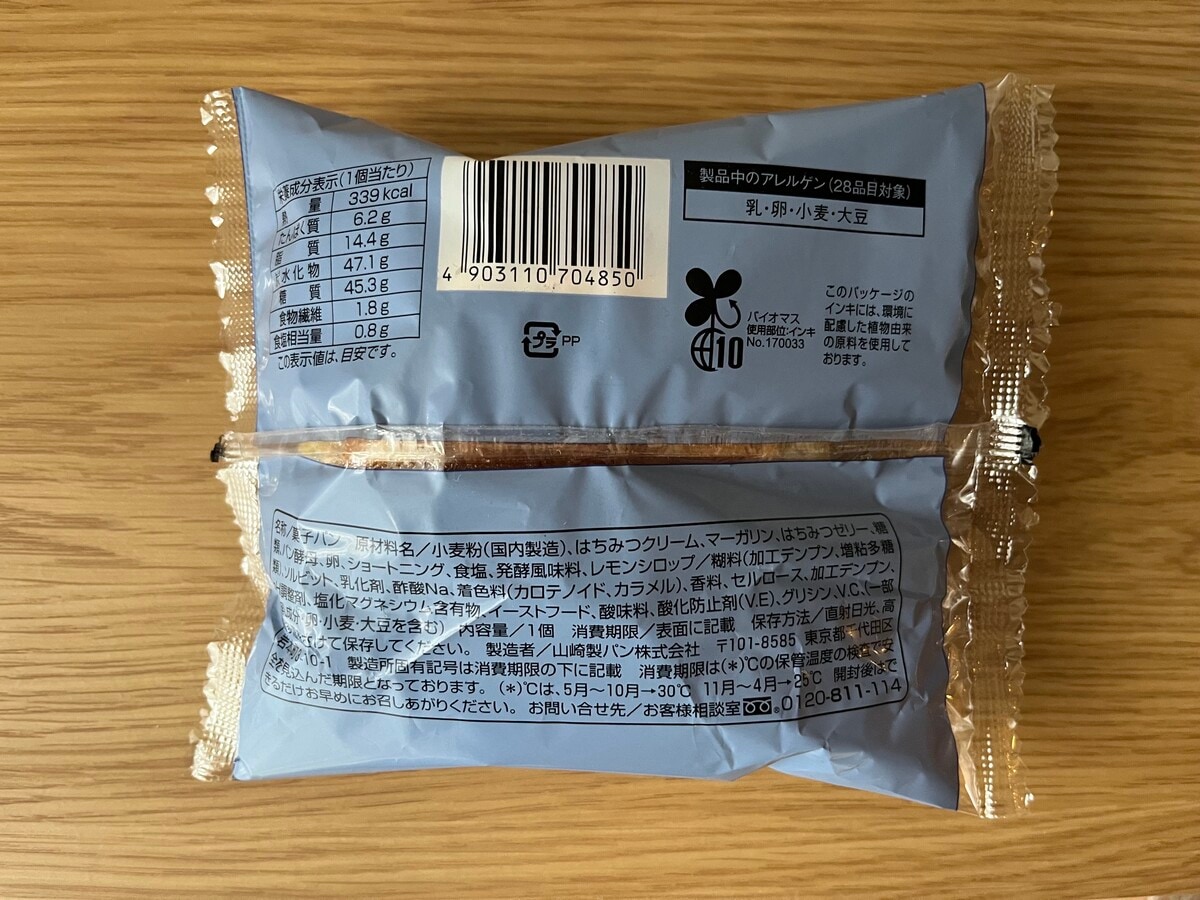 栄養成分表示(1個当たり)
熱量 339kcal
たんぱく質 6.2g
脂質 14.4g
炭水化物 47.1g
糖質 45.3g
食物繊維 1.8g
食塩相当量 0.8g
この表示値は、目安です。
4 903110 704850
プラ PP
製品中のアレルゲン(28品目対象)
乳・卵・小麦・大豆
バイオマス
使用部位:インキ
No.170033
10
このパッケージの
インキには、環境に
配慮した植物由来
の原料を使用して
おります。
名称/菓子パン 原材料名/小麦粉(国内製造)、はちみつクリーム、マーガリン、はちみつゼリー、糖
類、パン酵母、卵、ショートニング、食塩、発酵風味料、レモンシロップ/糊料(加工デンプン、増粘多糖
類)、ソルビット、乳化剤、酢酸Na、着色料(カロテノイド、カラメル)、香料、セルロース、加工デンプン、
調整剤、塩化マグネシウム含有物、イーストフード、酸味料、酸化防止剤(V.E)、グリシン、V.C、(一部
に乳成分・卵・小麦・大豆を含む) 内容量/1個 消費期限/表面に記載 保存方法/直射日光、高
けて保存してください。 製造者/山崎製パン株式会社 〒101-8585 東京都千代田区
岩本町3-10-1 製造所固有記号は消費期限の下に記載 消費期限は(*)℃の保管温度の検査で安
全を見込んだ期限となっております。(*)℃は、5月〜10月→30℃ 11月〜4月→25℃ 開封後はで
きるだけお早めにお召しあがりください。 お問い合せ先/お客様相談室 0120-811-114